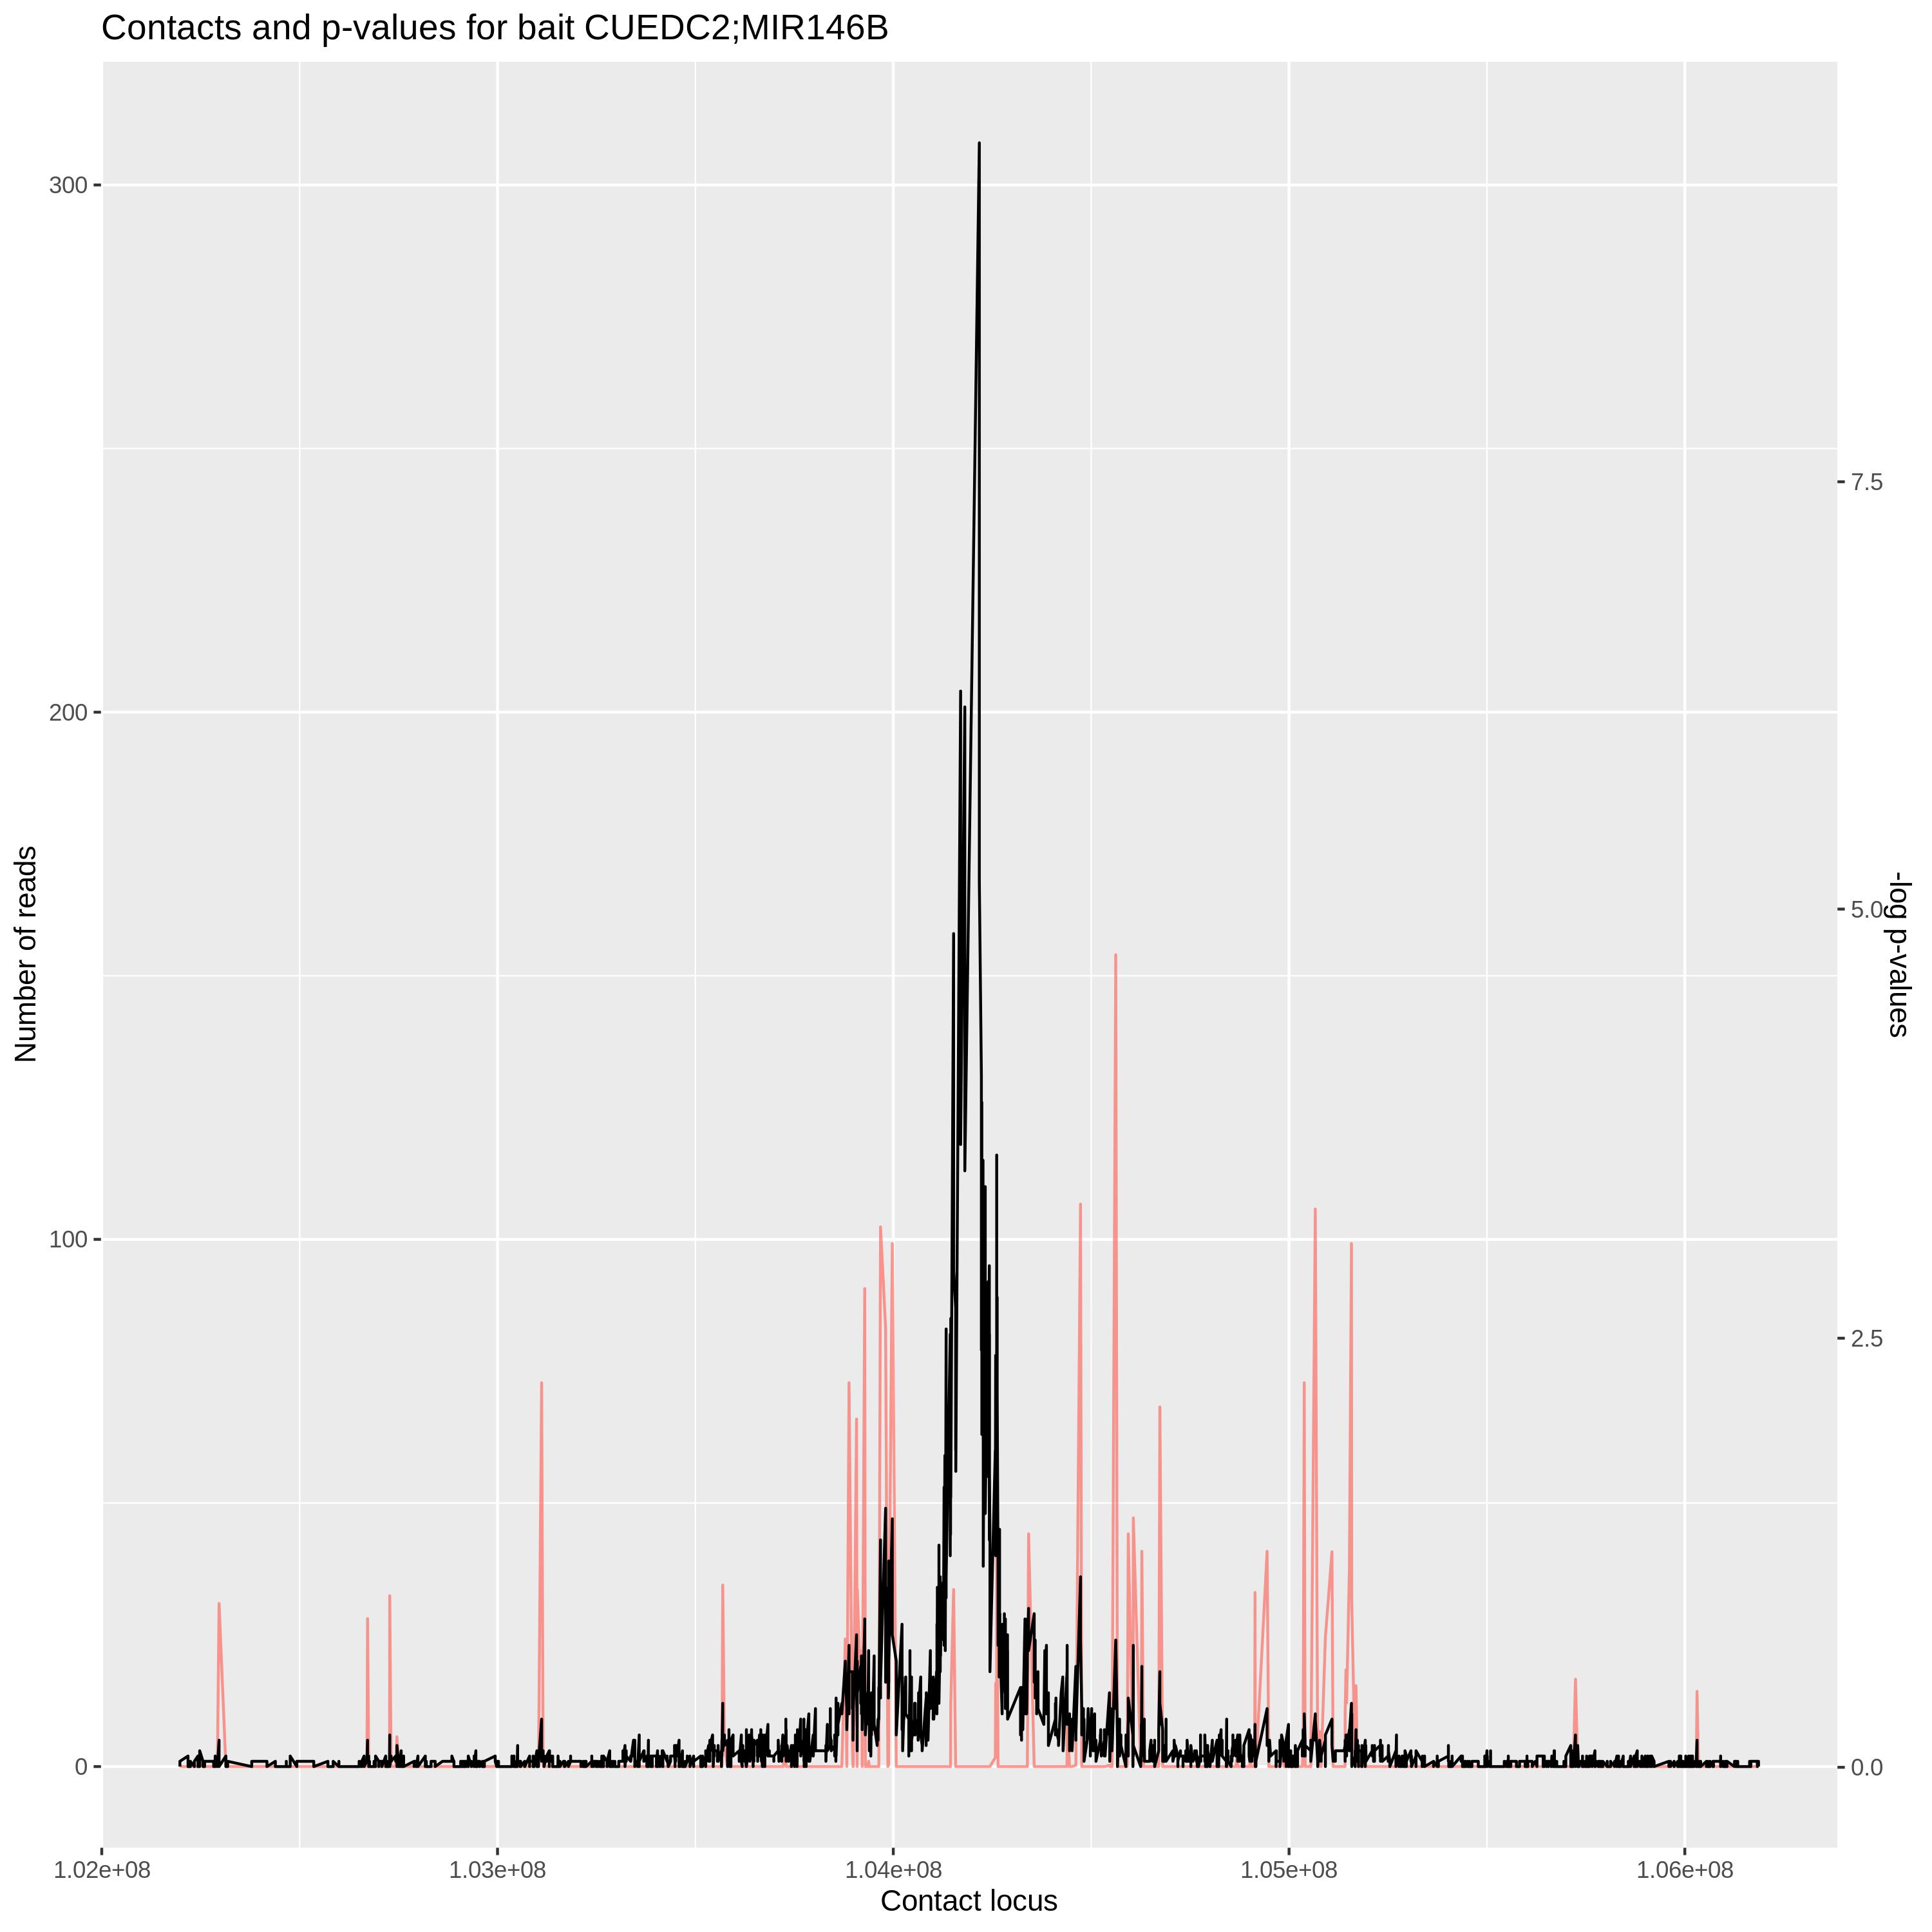 Contacts and p-values for bait CUEDC2;MIR146B
Number of reads
300
200
100
0
7.5
5.0
2.5
0.0
-log p-values
1.02e+08
1.03e+08
1.04e+08
1.05e+08
1.06e+08
Contact locus